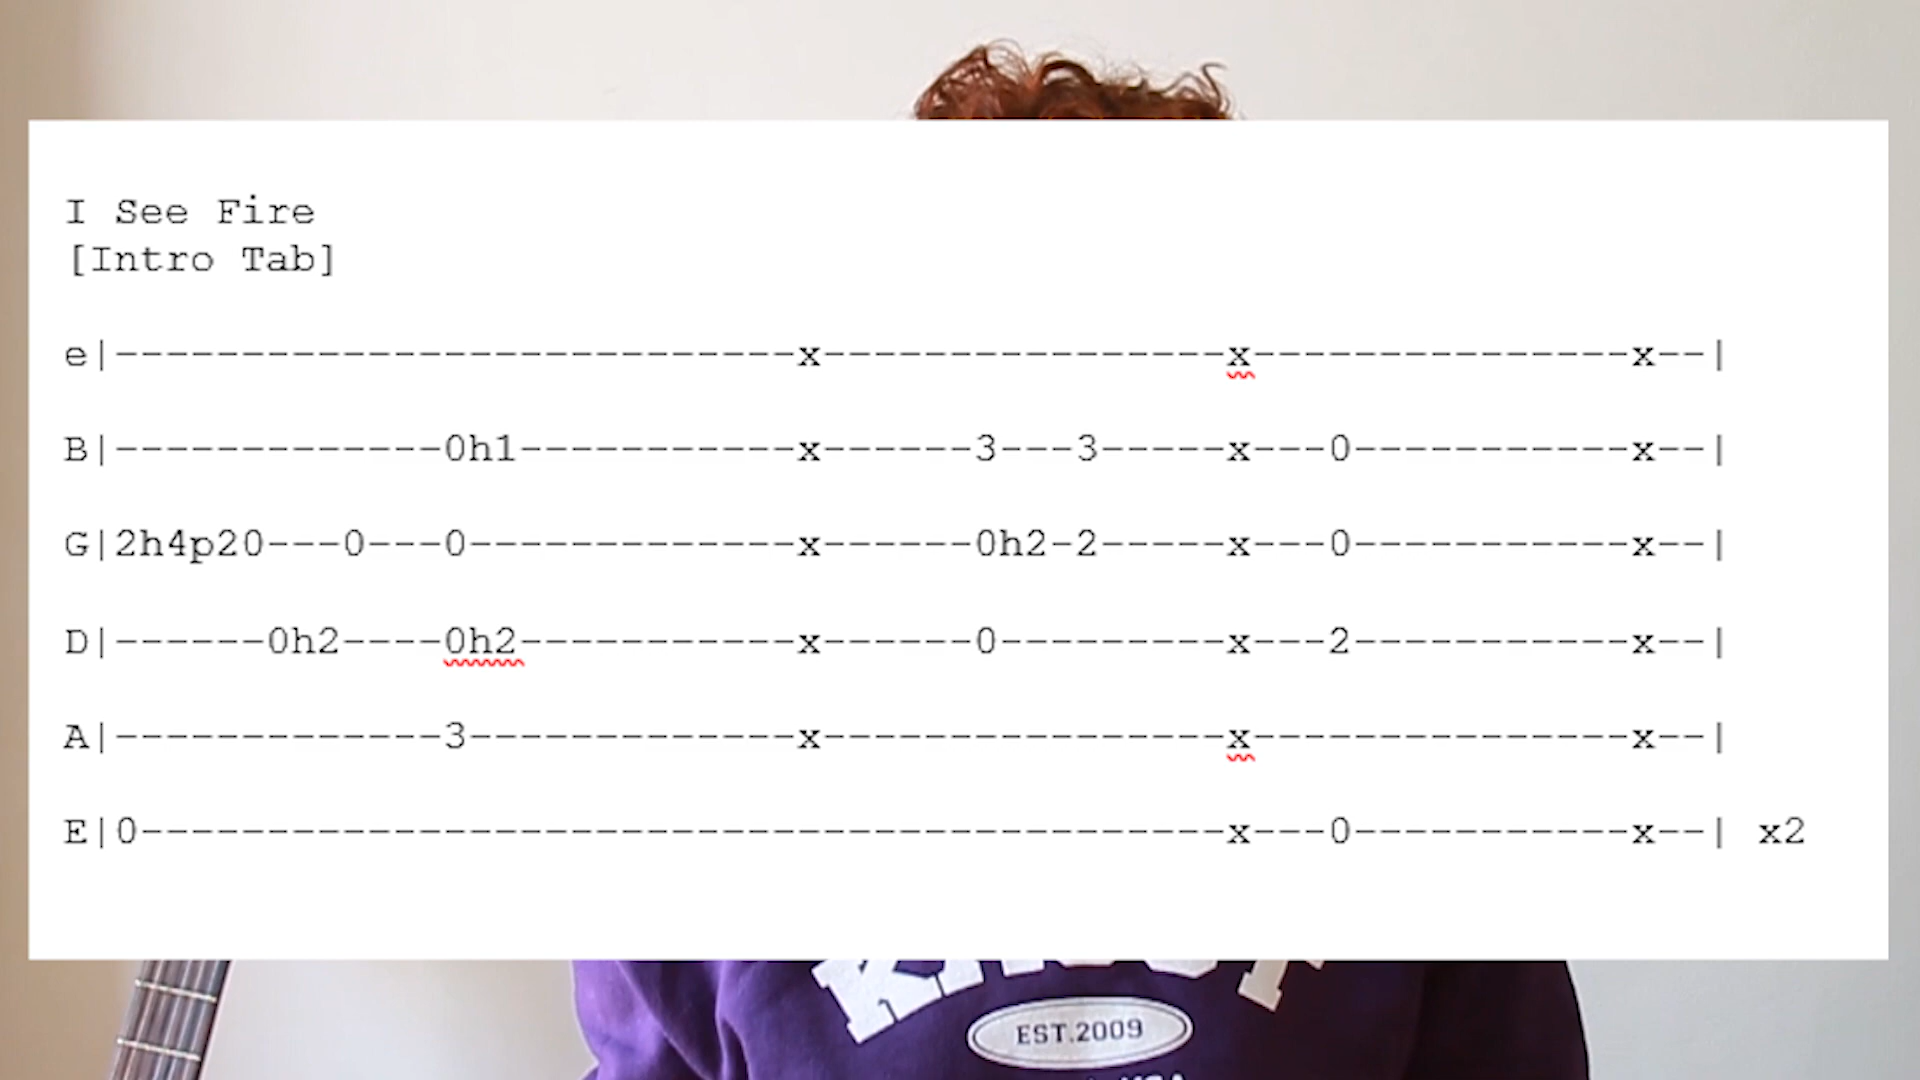 I See Fire
[Intro Tab]
e|---------------------------x----------------x---------------x--|
B|-------------0h1-----------x------3---3-----x---0-----------x--|
G|2h4p20---0---0-------------x------0h2-2-----x---0-----------x--|
D|------0h2----0h2-----------x------0---------x---2-----------x--|
A|-------------3-------------x----------------x---------------x--|
E|0-------------------------------------------x---0-----------x--| x2
EST.2009